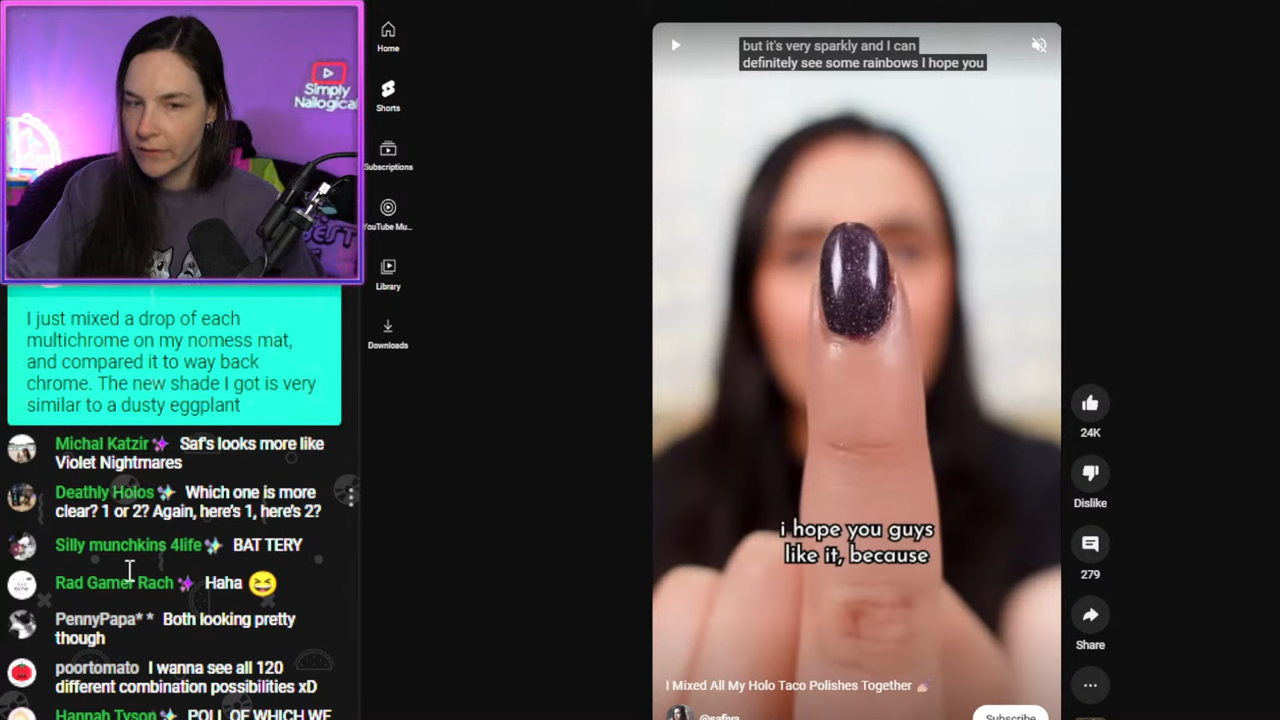 Simply
Nailogical
I just mixed a drop of each
multichrome on my nomess mat,
and compared it to way back
chrome. The new shade I got is very
similar to a dusty eggplant
Michal Katzir Saf's looks more like
Violet Nightmares
Deathly Holos Which one is more
clear? 1 or 2? Again, here's 1, here's 2?
Silly munchkins 4life BAT TERY
Rad Gamer Rach Haha 😆
PennyPapa** Both looking pretty
though
poortomato I wanna see all 120
different combination possibilities xD
Hannah Tyson POLL OF WHICH WE
Home
Shorts
Subscriptions
YouTube Mu...
Library
Downloads
but it's very sparkly and I can
definitely see some rainbows I hope you
i hope you guys
like it, because
I Mixed All My Holo Taco Polishes Together 💅
@safiya
Subscribe
24K
Dislike
279
Share